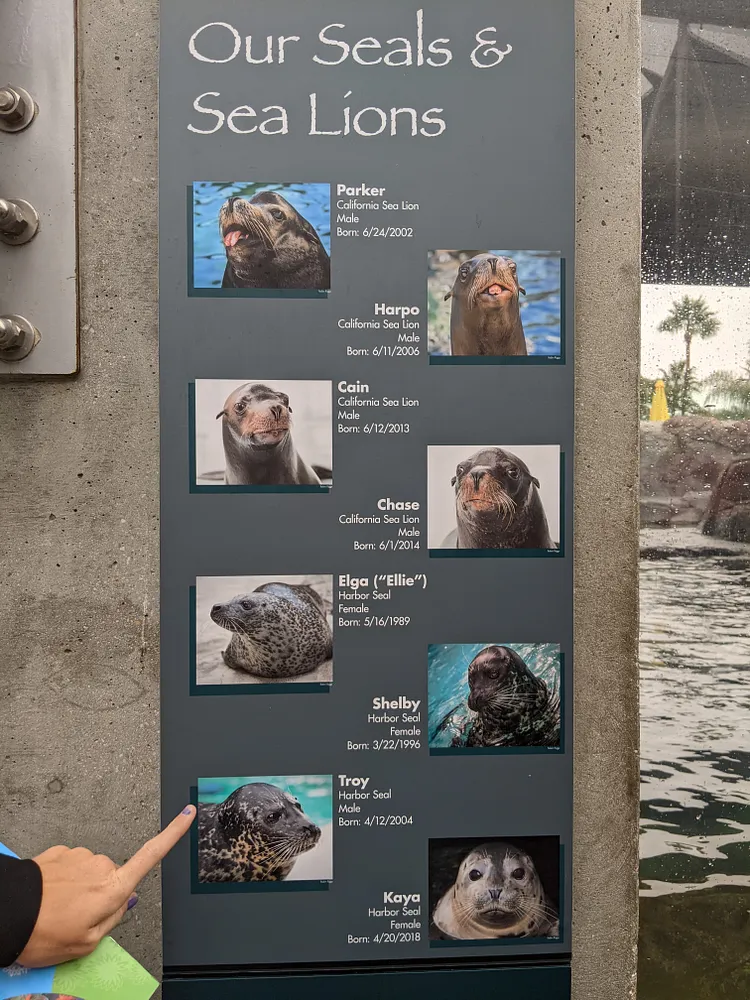 Our Seals &
Sea Lions
Parker
California Sea Lion
Male
Born: 6/24/2002
Harpo
California Sea Lion
Male
Born: 6/11/2006
Cain
California Sea Lion
Male
Born: 6/12/2013
Chase
California Sea Lion
Male
Born: 6/1/2014
Elga (“Ellie”)
Harbor Seal
Female
Born: 5/16/1989
Shelby
Harbor Seal
Female
Born: 3/22/1996
Troy
Harbor Seal
Male
Born: 4/12/2004
Kaya
Harbor Seal
Female
Born: 4/20/2018